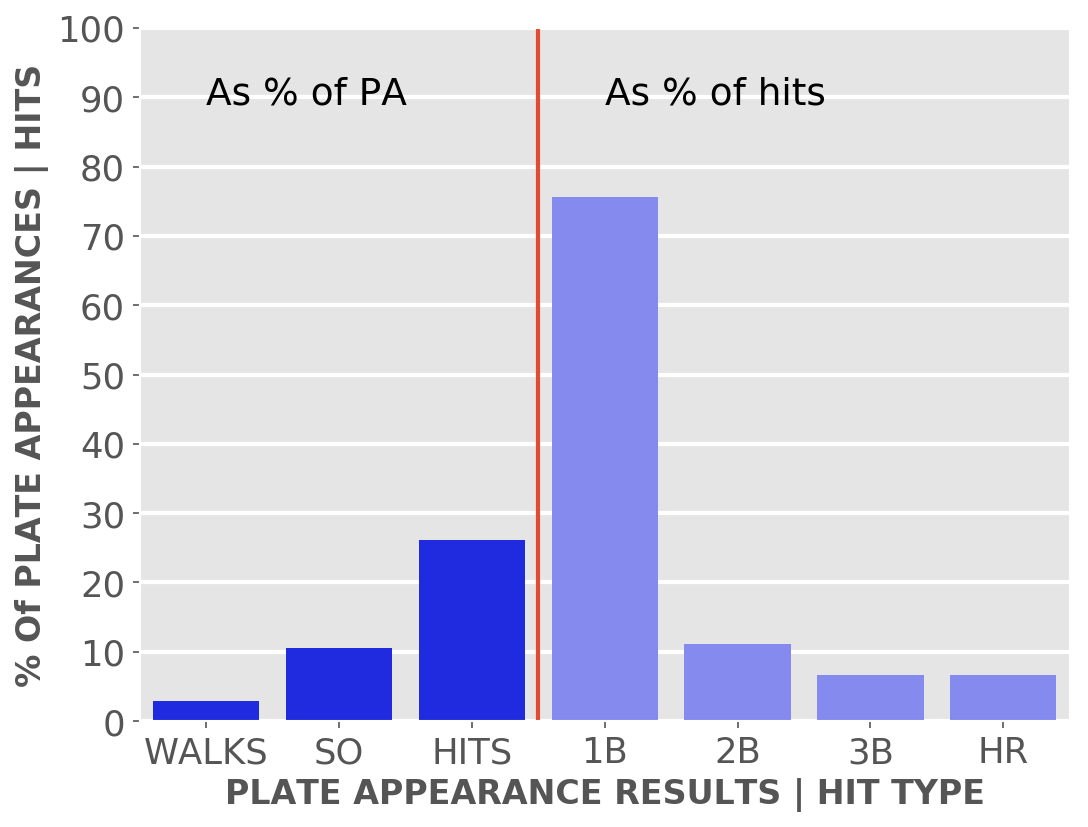 100
90
80
70
60
50
40
30
20
10
0
% Of PLATE APPEARANCES | HITS
As % of PA
As % of hits
WALKS SO HITS 1B 2B 3B HR
PLATE APPEARANCE RESULTS | HIT TYPE